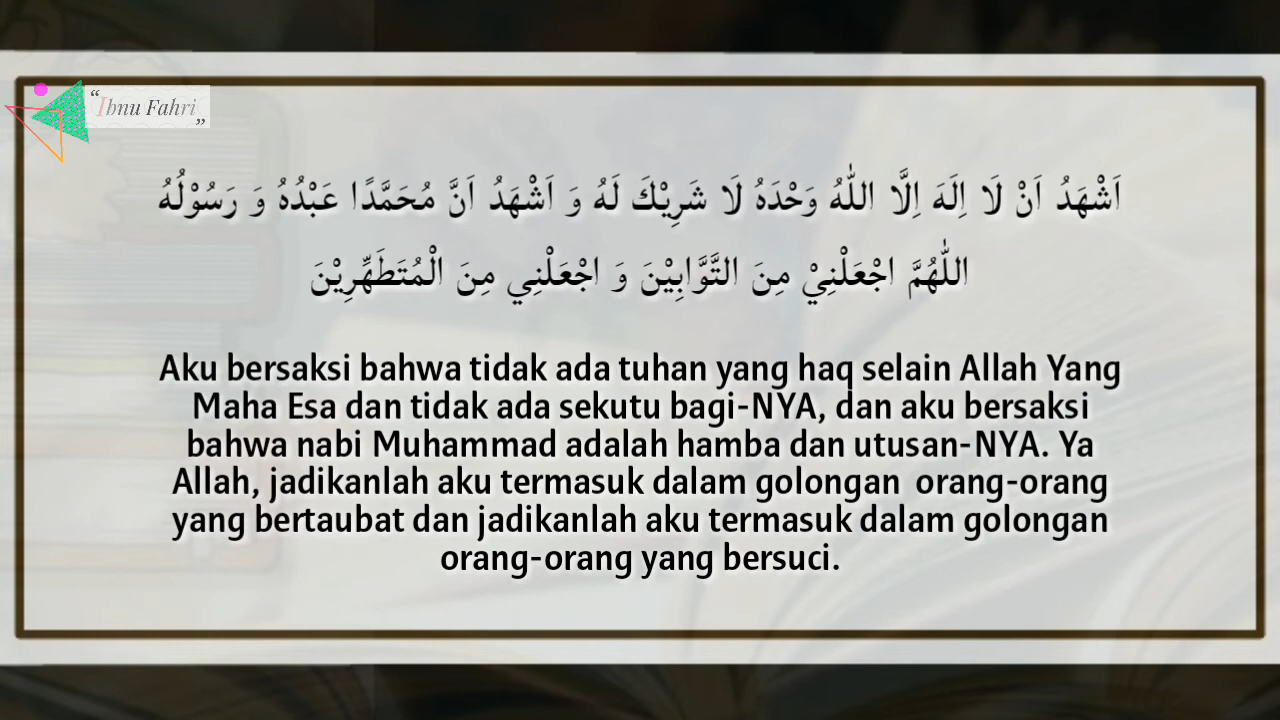 “Ibnu Fahri„
اَشْهَدُ اَنْ لَا اِلَهَ اِلَّا اللّٰهُ وَحْدَهُ لَا شَرِيْكَ لَهُ وَ اَشْهَدُ اَنَّ مُحَمَّدًا عَبْدُهُ وَ رَسُوْلُهُ
اللّٰهُمَّ اجْعَلْنِيْ مِنَ التَّوَّابِيْنَ وَ اجْعَلْنِي مِنَ الْمُتَطَهِّرِيْنَ
Aku bersaksi bahwa tidak ada tuhan yang haq selain Allah Yang
Maha Esa dan tidak ada sekutu bagi-NYA, dan aku bersaksi
bahwa nabi Muhammad adalah hamba dan utusan-NYA. Ya
Allah, jadikanlah aku termasuk dalam golongan  orang-orang
yang bertaubat dan jadikanlah aku termasuk dalam golongan
orang-orang yang bersuci.